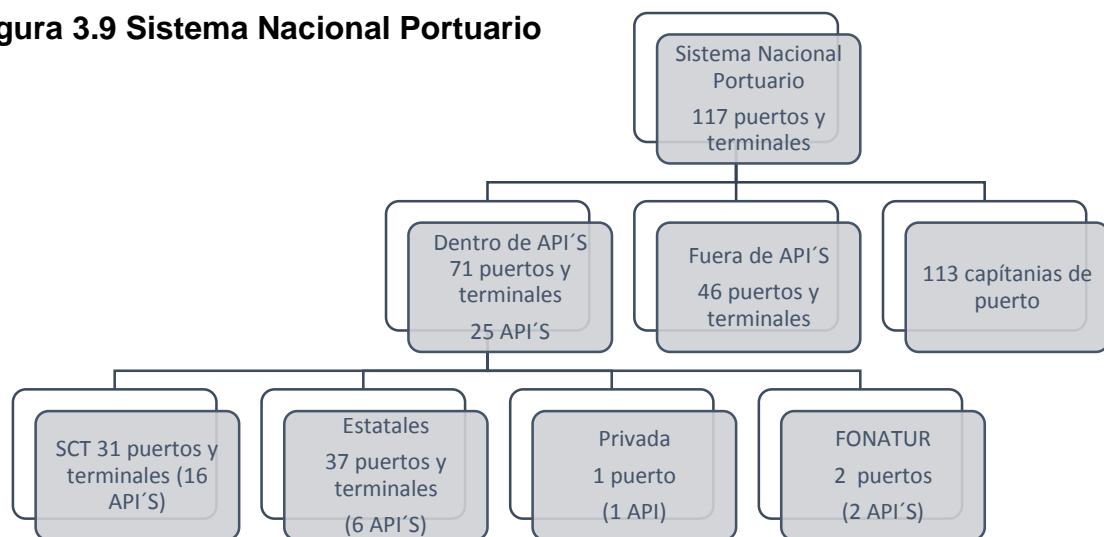 gura 3.9 Sistema Nacional Portuario
Sistema Nacional
Portuario
117 puertos y
terminales
Dentro de API´S
71 puertos y
terminales
25 API´S
Fuera de API´S
46 puertos y
terminales
113 capítanias de
puerto
SCT 31 puertos y
terminales (16
API´S)
Estatales
37 puertos y
terminales
(6 API´S)
Privada
1 puerto
(1 API)
FONATUR
2 puertos
(2 API´S)